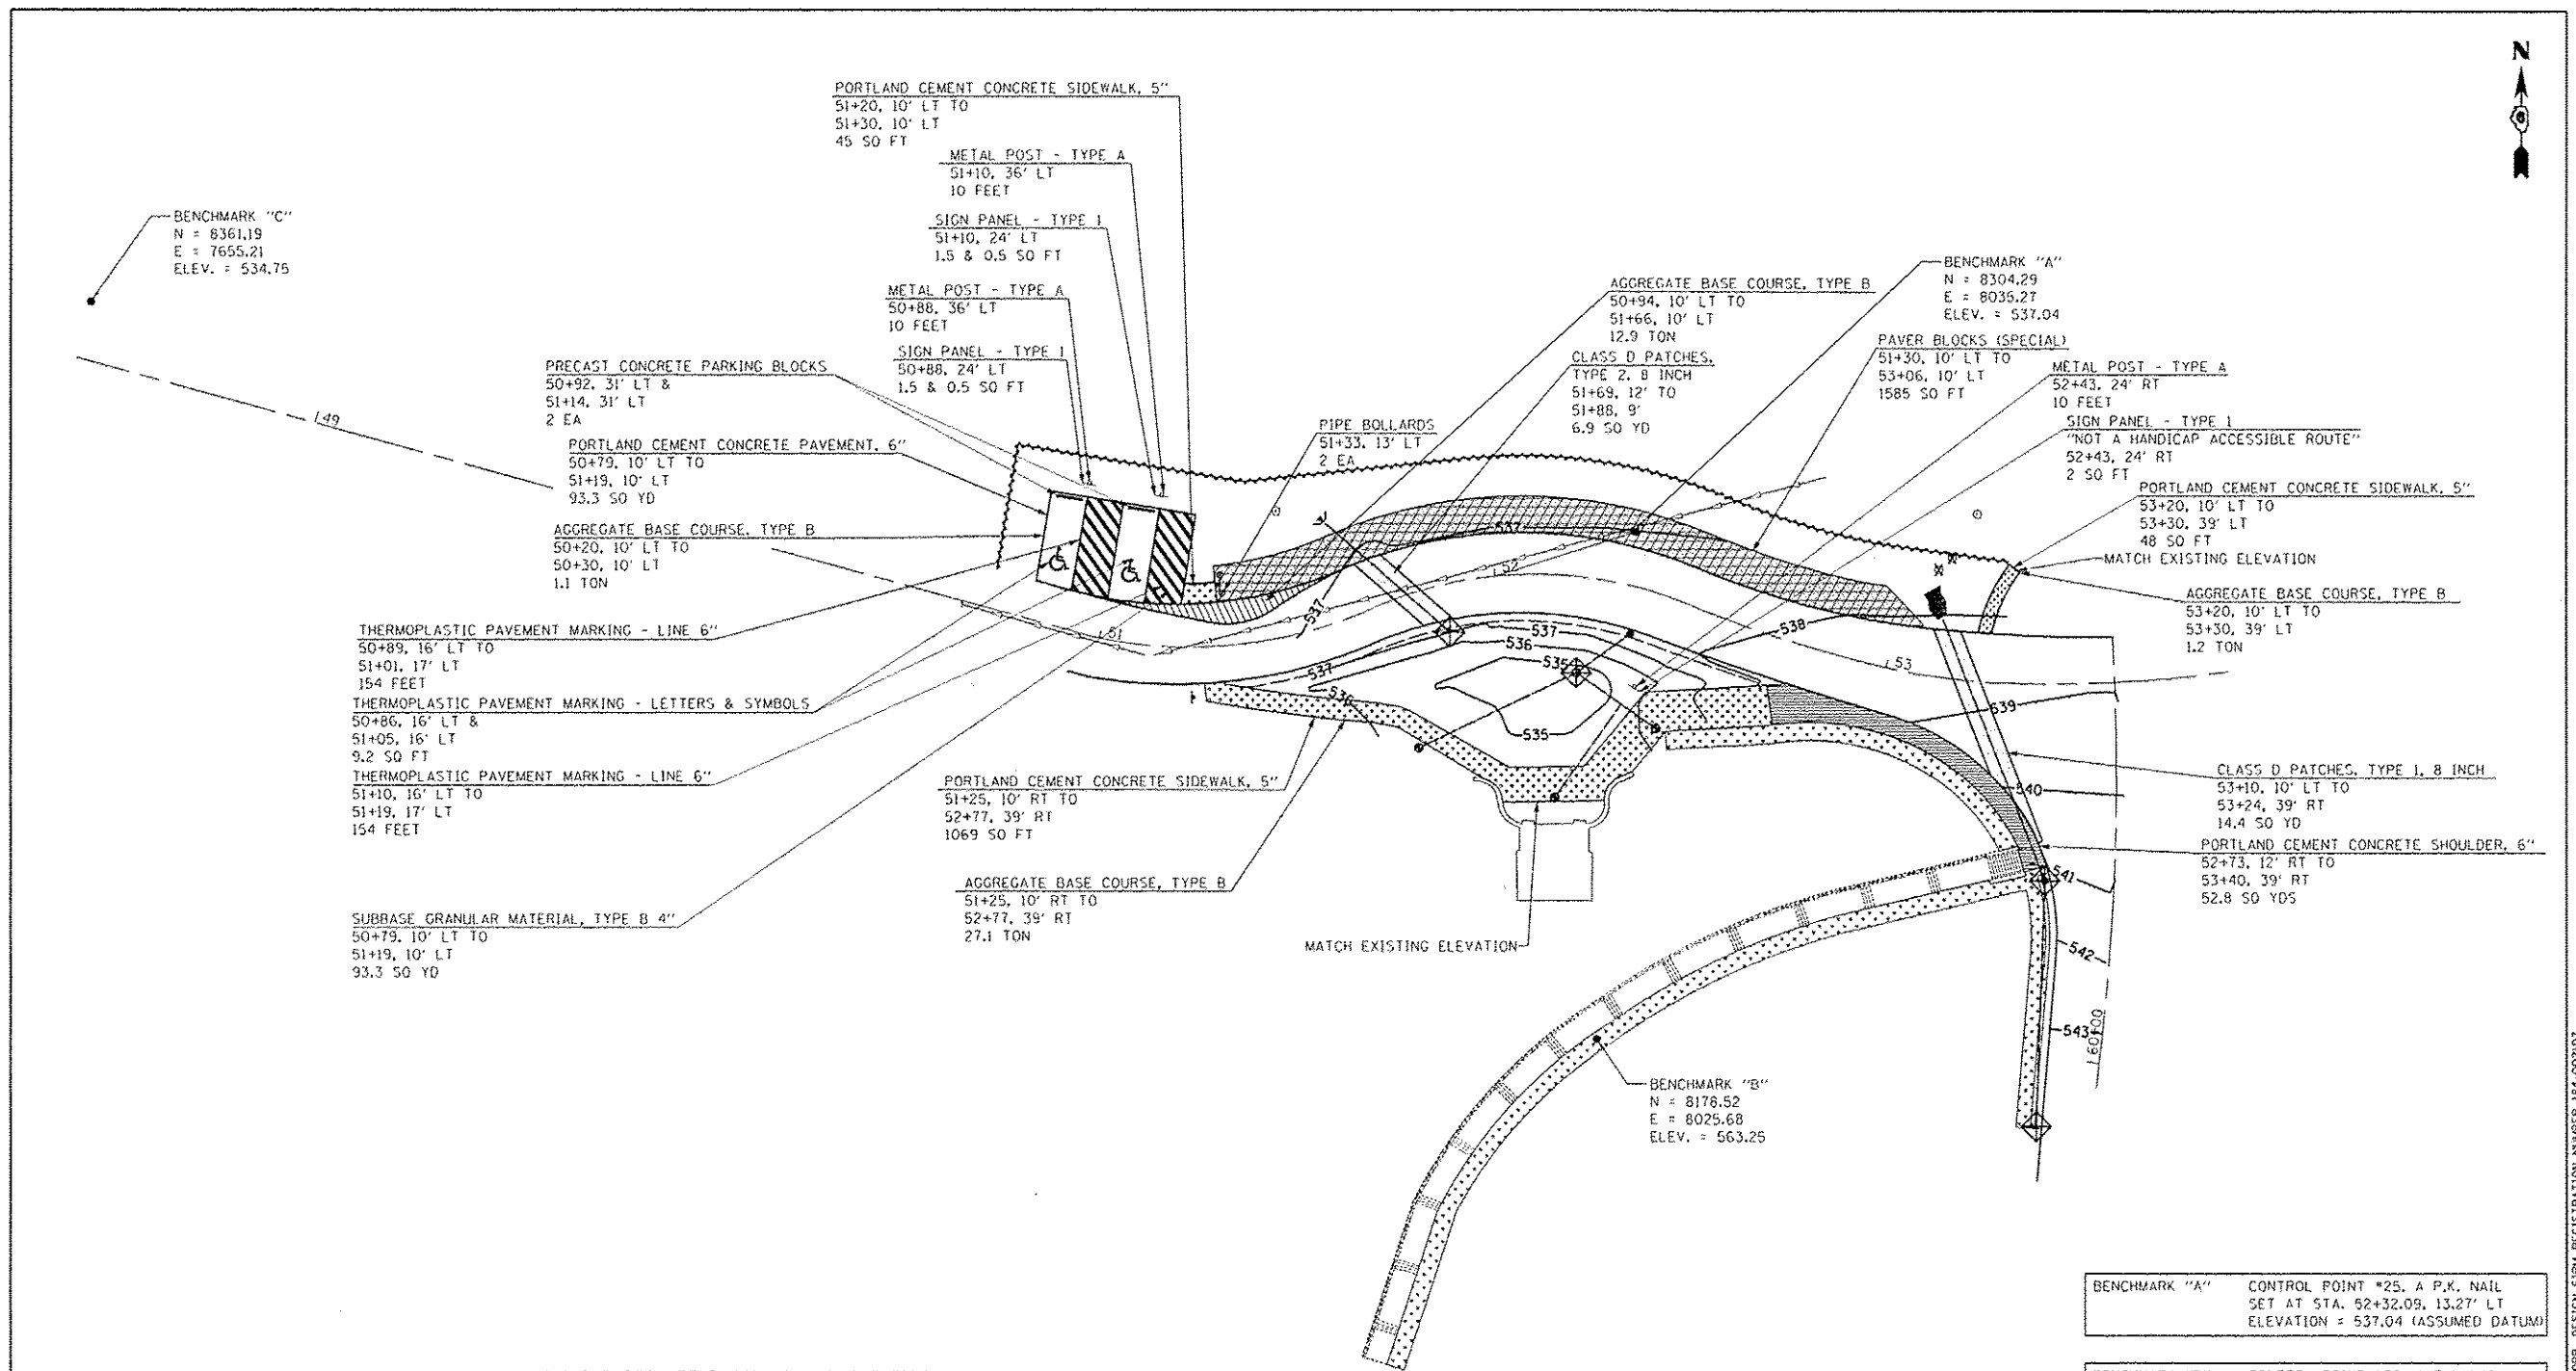 N
PORTLAND CEMENT CONCRETE SIDEWALK, 5"
51+20, 10' LT TO
51+30, 10' LT
45 SQ FT
METAL POST - TYPE A
51+10, 36' LT
10 FEET
SIGN PANEL - TYPE 1
51+10, 24' LT
1.5 & 0.5 SQ FT
METAL POST - TYPE A
50+88, 36' LT
10 FEET
SIGN PANEL - TYPE 1
50+88, 24' LT
1.5 & 0.5 SQ FT
BENCHMARK "C"
N = 8361.19
E = 7655.21
ELEV. = 534.75
PRECAST CONCRETE PARKING BLOCKS
50+92, 31' LT &
51+14, 31' LT
2 EA
PORTLAND CEMENT CONCRETE PAVEMENT, 6"
50+79, 10' LT TO
51+19, 10' LT
93.3 SQ YD
AGGREGATE BASE COURSE, TYPE B
50+20, 10' LT TO
50+30, 10' LT
1.1 TON
THERMOPLASTIC PAVEMENT MARKING - LINE 6"
50+89, 16' LT TO
51+01, 17' LT
154 FEET
THERMOPLASTIC PAVEMENT MARKING - LETTERS & SYMBOLS
50+86, 16' LT &
51+05, 16' LT
9.2 SQ FT
THERMOPLASTIC PAVEMENT MARKING - LINE 6"
51+10, 16' LT TO
51+19, 17' LT
154 FEET
SUBBASE GRANULAR MATERIAL, TYPE B 4"
50+79, 10' LT TO
51+19, 10' LT
93.3 SQ YD
PIPE BOLLARDS
51+33, 13' LT
2 EA
AGGREGATE BASE COURSE, TYPE B
50+94, 10' LT TO
51+66, 10' LT
12.9 TON
CLASS D PATCHES,
TYPE 2, 8 INCH
51+69, 12' TO
51+88, 9'
6.9 SQ YD
BENCHMARK "A"
N = 8304.29
E = 8035.27
ELEV. = 537.04
PAVER BLOCKS (SPECIAL)
51+30, 10' LT TO
53+06, 10' LT
1585 SQ FT
METAL POST - TYPE A
52+43, 24' RT
10 FEET
SIGN PANEL - TYPE 1
"NOT A HANDICAP ACCESSIBLE ROUTE"
52+43, 24' RT
2 SQ FT
PORTLAND CEMENT CONCRETE SIDEWALK, 5"
53+20, 10' LT TO
53+30, 39' LT
48 SQ FT
MATCH EXISTING ELEVATION
AGGREGATE BASE COURSE, TYPE B
53+20, 10' LT TO
53+30, 39' LT
1.2 TON
CLASS D PATCHES, TYPE 1, 8 INCH
53+10, 10' LT TO
53+24, 39' RT
14.4 SQ YD
PORTLAND CEMENT CONCRETE SHOULDER, 6"
52+73, 12' RT TO
53+40, 39' RT
52.8 SQ YDS
PORTLAND CEMENT CONCRETE SIDEWALK, 5"
51+25, 10' RT TO
52+77, 39' RT
1069 SQ FT
AGGREGATE BASE COURSE, TYPE B
51+25, 10' RT TO
52+77, 39' RT
27.1 TON
MATCH EXISTING ELEVATION
BENCHMARK "B"
N = 8178.52
E = 8025.68
ELEV. = 563.25
49
51
52
53
60+00
537
537
537
537
536
536
535
535
538
539
540
541
542
543
BENCHMARK "A" CONTROL POINT #25, A P.K. NAIL
SET AT STA. 52+32.09, 13.27' LT
ELEVATION = 537.04 (ASSUMED DATUM)